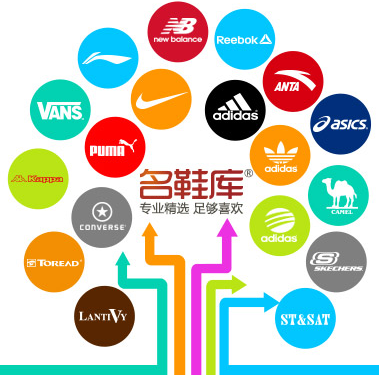 new balance
Reebok
ANTA
VANS
adidas
asics
PUMA
adidas
Kappa
名鞋库®
专业精选 足够喜欢
CAMEL
CONVERSE
adidas
TOREAD®
SKECHERS
LANTIVY
ST&SAT